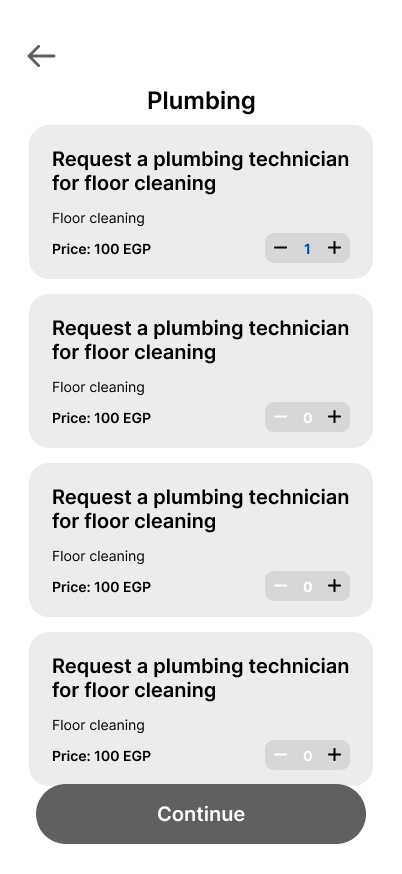 Plumbing
Request a plumbing technician
for floor cleaning
Floor cleaning
Price: 100 EGP
− 1 +
Request a plumbing technician
for floor cleaning
Floor cleaning
Price: 100 EGP
− 0 +
Request a plumbing technician
for floor cleaning
Floor cleaning
Price: 100 EGP
− 0 +
Request a plumbing technician
for floor cleaning
Floor cleaning
Price: 100 EGP
− 0 +
Continue